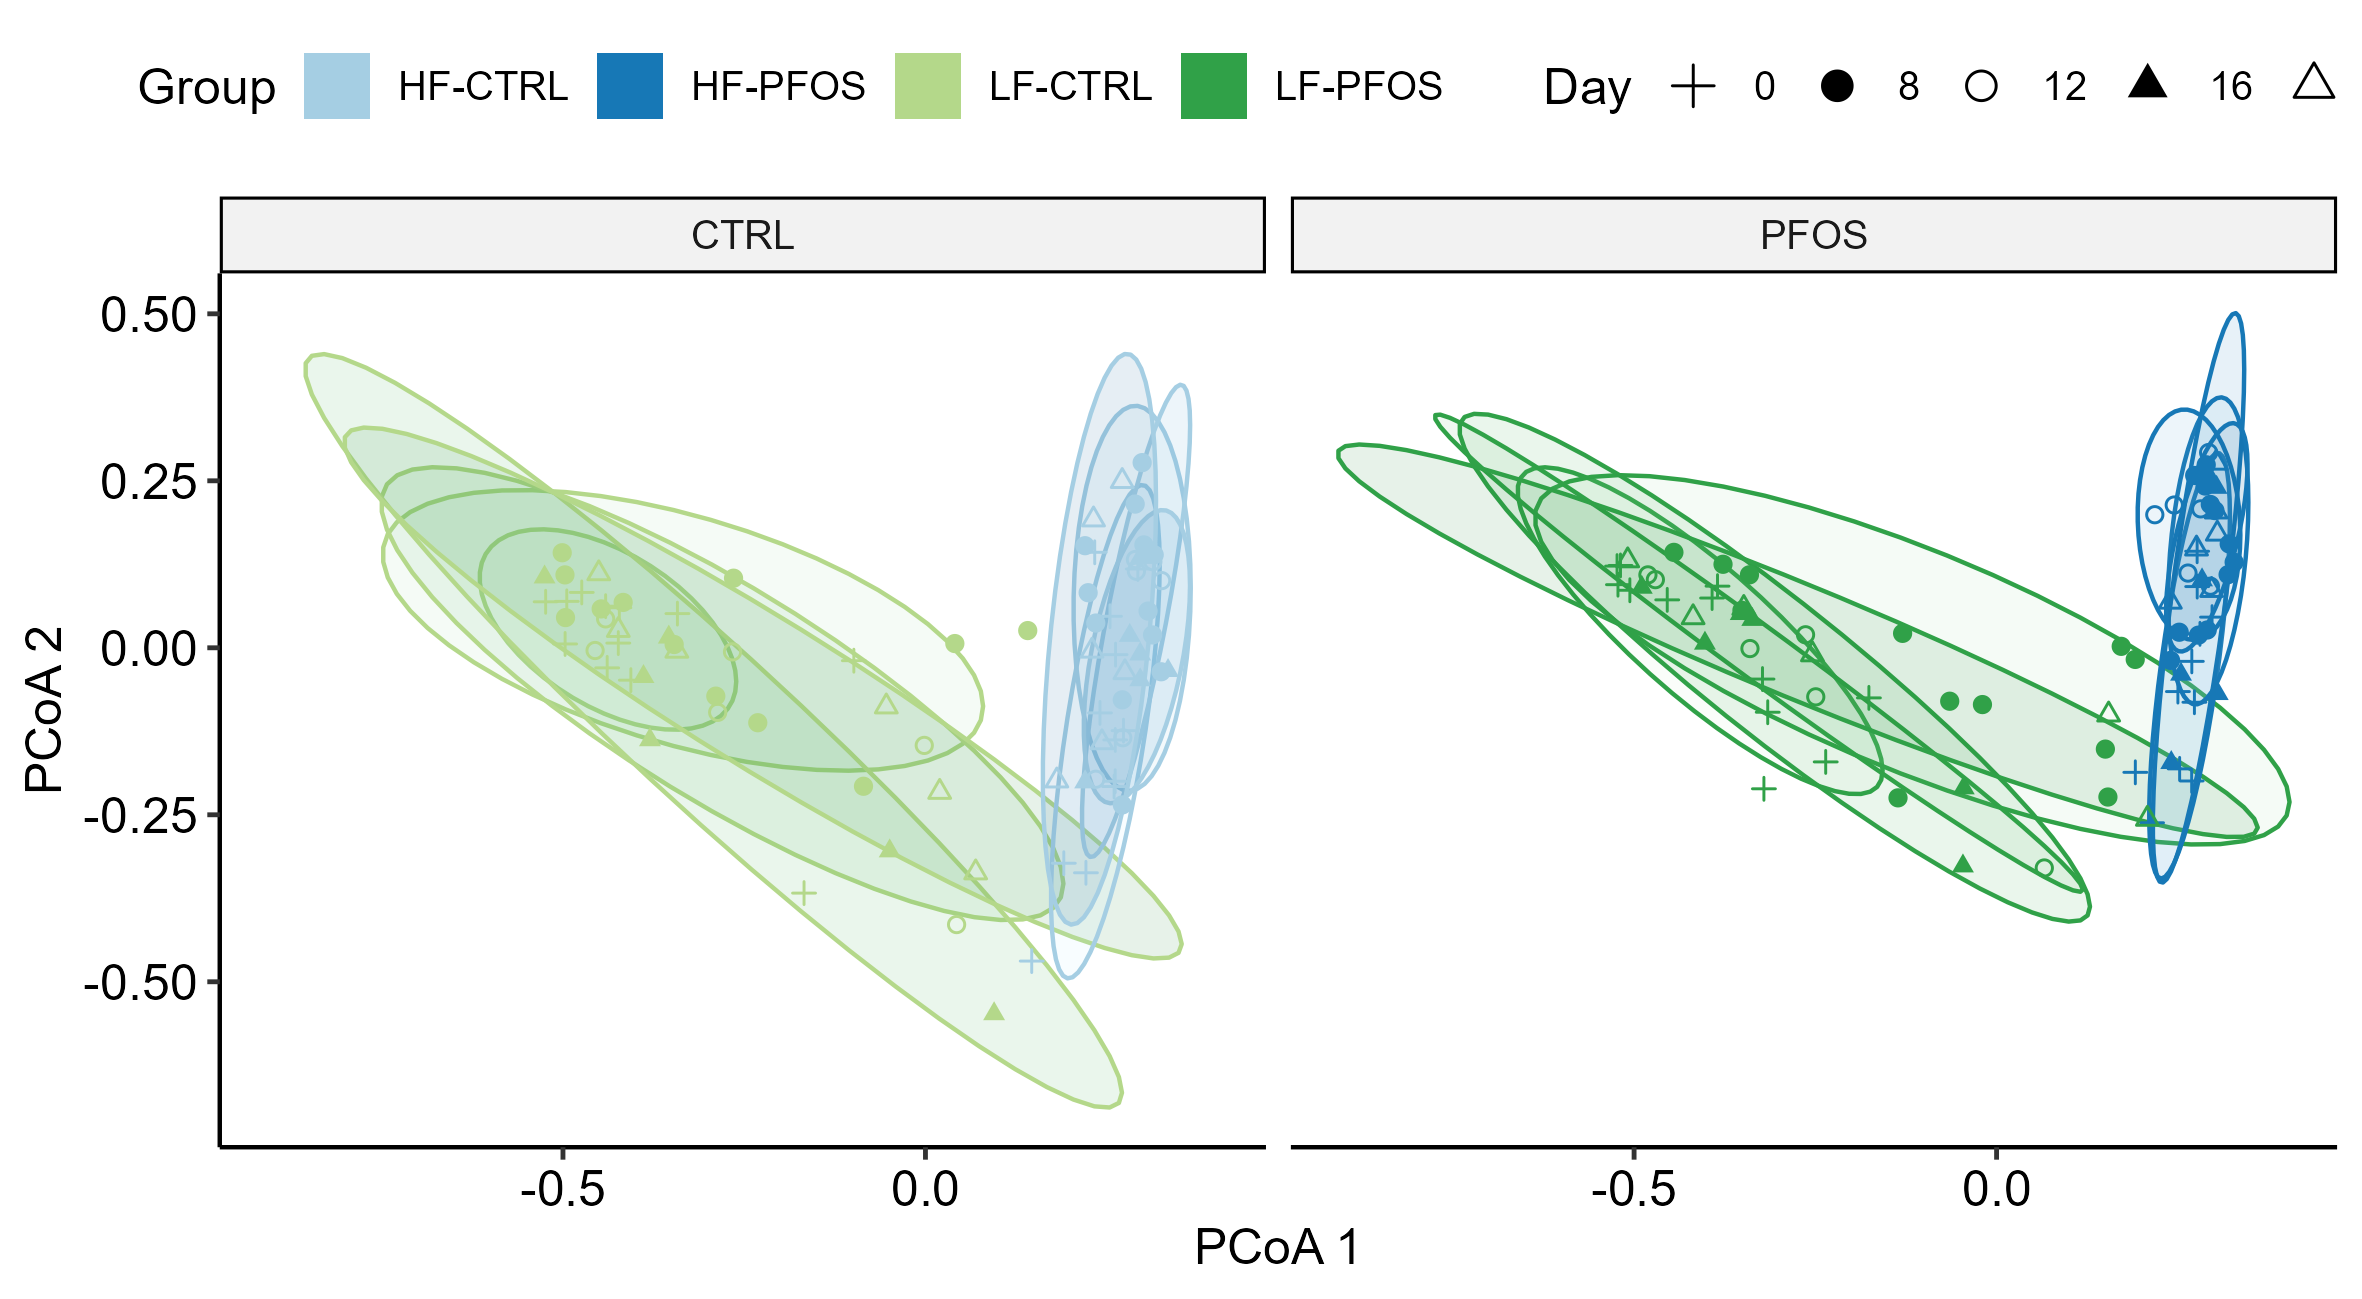 Group HF-CTRL HF-PFOS LF-CTRL LF-PFOS Day 0 8 12 16
CTRL PFOS
0.50
0.25
0.00
-0.25
-0.50
PCoA 2
-0.5 0.0 -0.5 0.0
PCoA 1